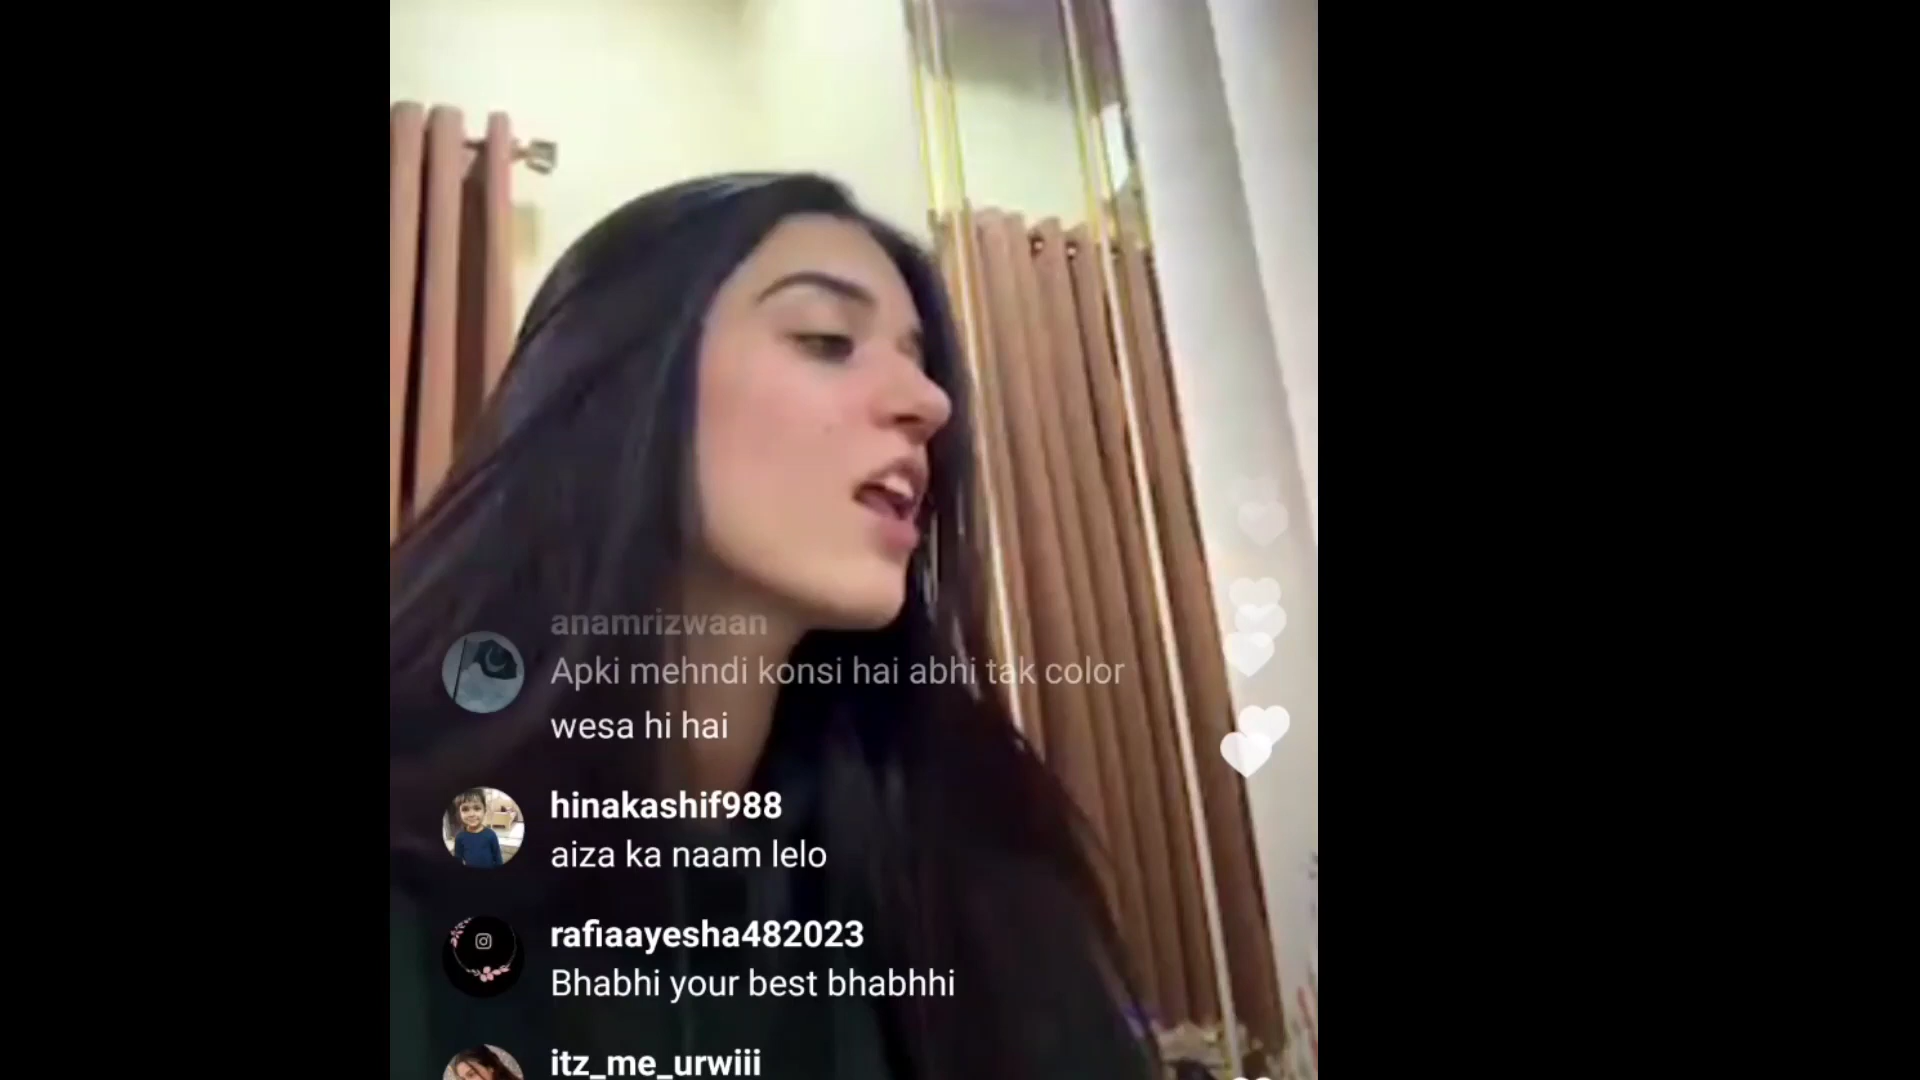 anamrizwaan
Apki mehndi konsi hai abhi tak color
wesa hi hai
hinakashif988
aiza ka naam lelo
rafiaayesha482023
Bhabhi your best bhabhhi
itz_me_urwiii